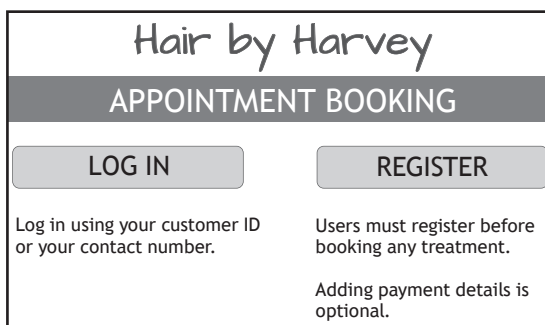 Hair by Harvey
APPOINTMENT BOOKING
LOG IN
Log in using your customer ID
or your contact number.
REGISTER
Users must register before
booking any treatment.
Adding payment details is
optional.